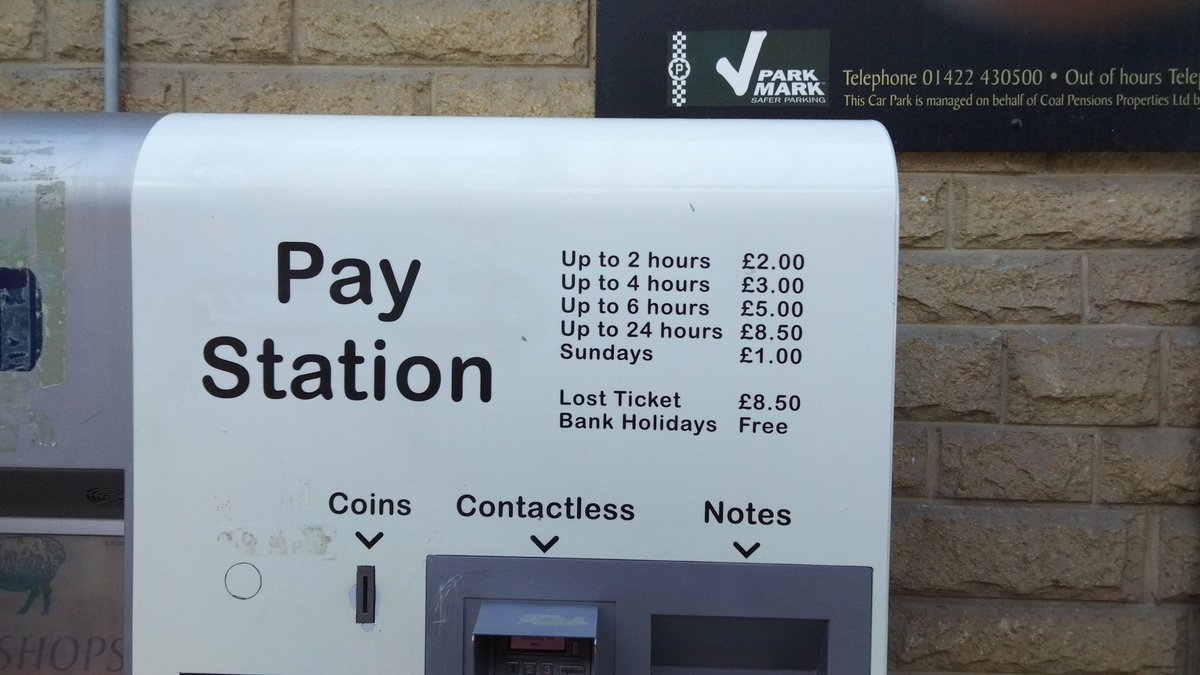 P
PARK
MARK
SAFER PARKING
Telephone 01422 430500 • Out of hours
This Car Park is managed on behalf of Coal Pensions Properties Ltd
Pay
Station
Up to 2 hours £2.00
Up to 4 hours £3.00
Up to 6 hours £5.00
Up to 24 hours £8.50
Sundays £1.00
Lost Ticket £8.50
Bank Holidays Free
Coins Contactless Notes
1 2 3
SHOPS